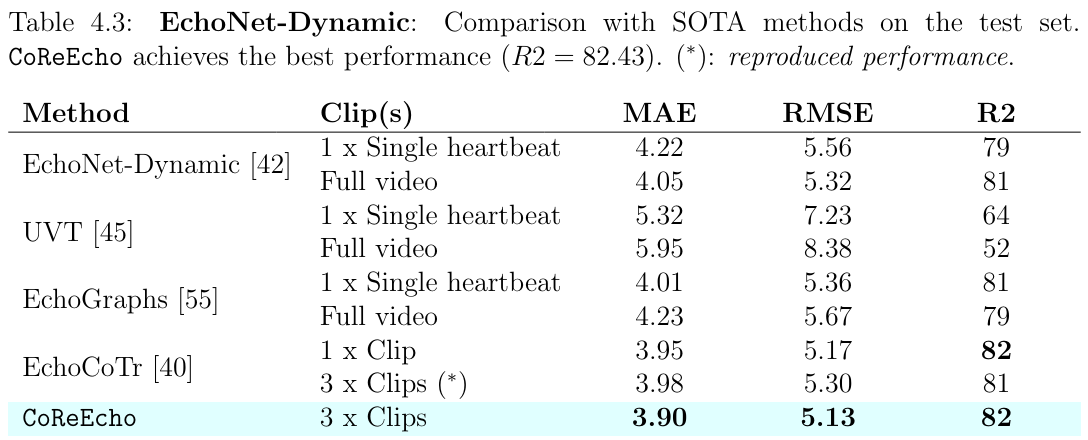 Table 4.3: EchoNet-Dynamic: Comparison with SOTA methods on the test set.
CoReEcho achieves the best performance (R2 = 82.43). (*): reproduced performance.
Method Clip(s) MAE RMSE R2
EchoNet-Dynamic [42] 1 x Single heartbeat 4.22 5.56 79
Full video 4.05 5.32 81
UVT [45] 1 x Single heartbeat 5.32 7.23 64
Full video 5.95 8.38 52
EchoGraphs [55] 1 x Single heartbeat 4.01 5.36 81
Full video 4.23 5.67 79
EchoCoTr [40] 1 x Clip 3.95 5.17 82
3 x Clips (*) 3.98 5.30 81
CoReEcho 3 x Clips 3.90 5.13 82